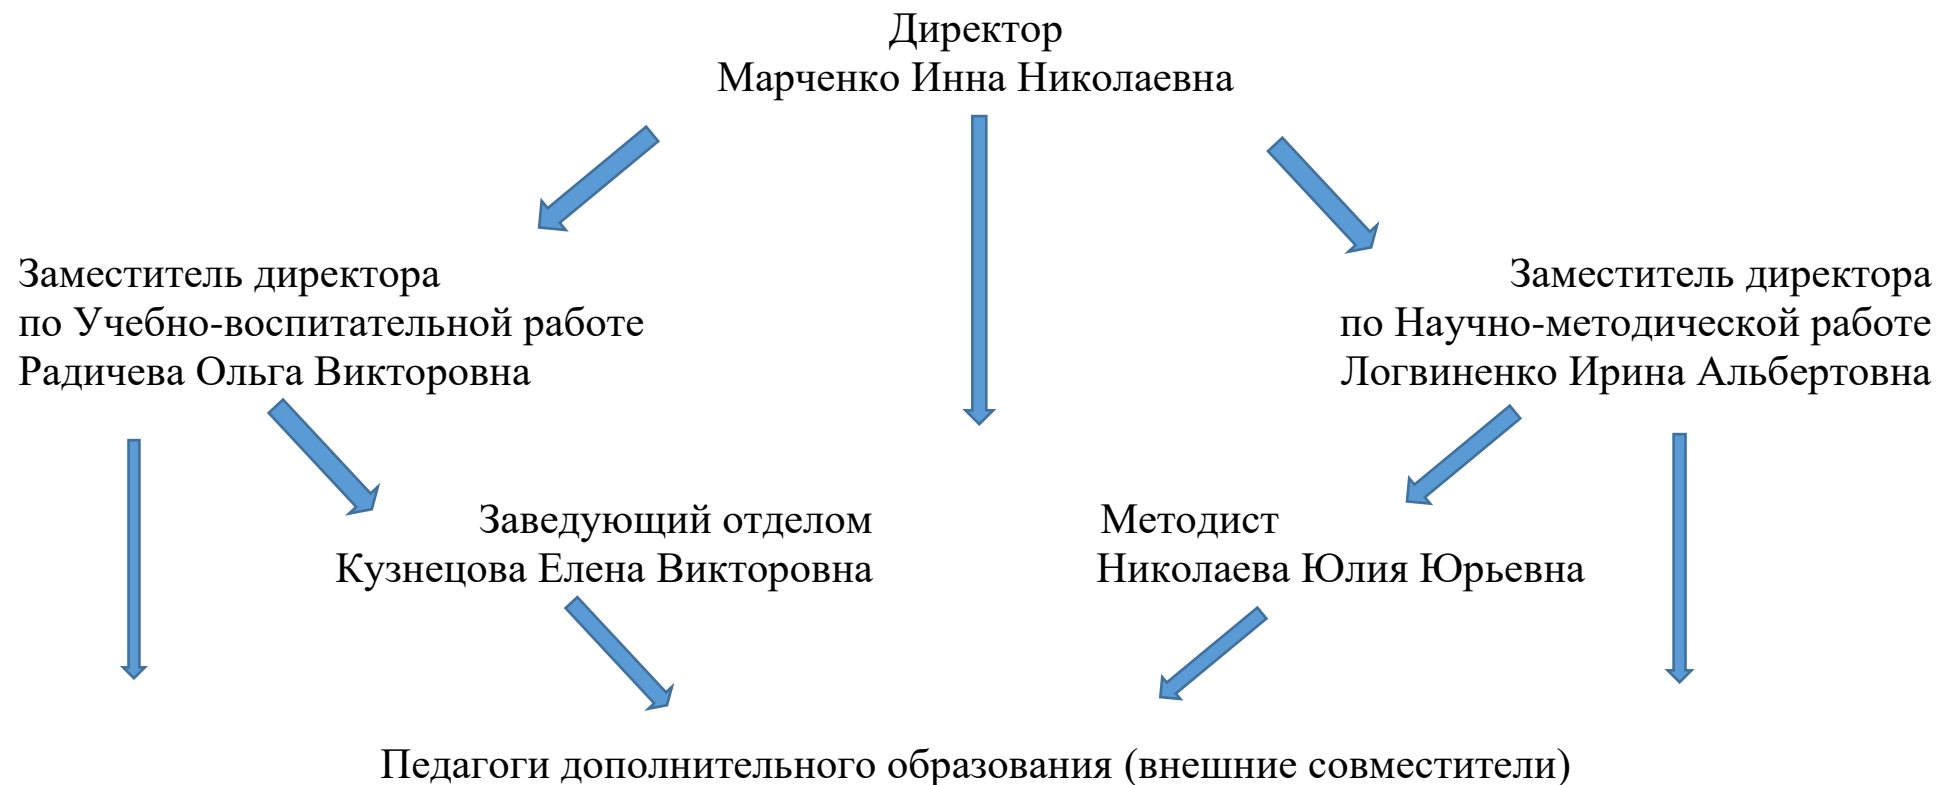 Директор
Марченко Инна Николаевна
Заместитель директора
по Учебно-воспитательной работе
Радичева Ольга Викторовна
Заместитель директора
по Научно-методической работе
Логвиненко Ирина Альбертовна
Заведующий отделом
Кузнецова Елена Викторовна
Методист
Николаева Юлия Юрьевна
Педагоги дополнительного образования (внешние совместители)